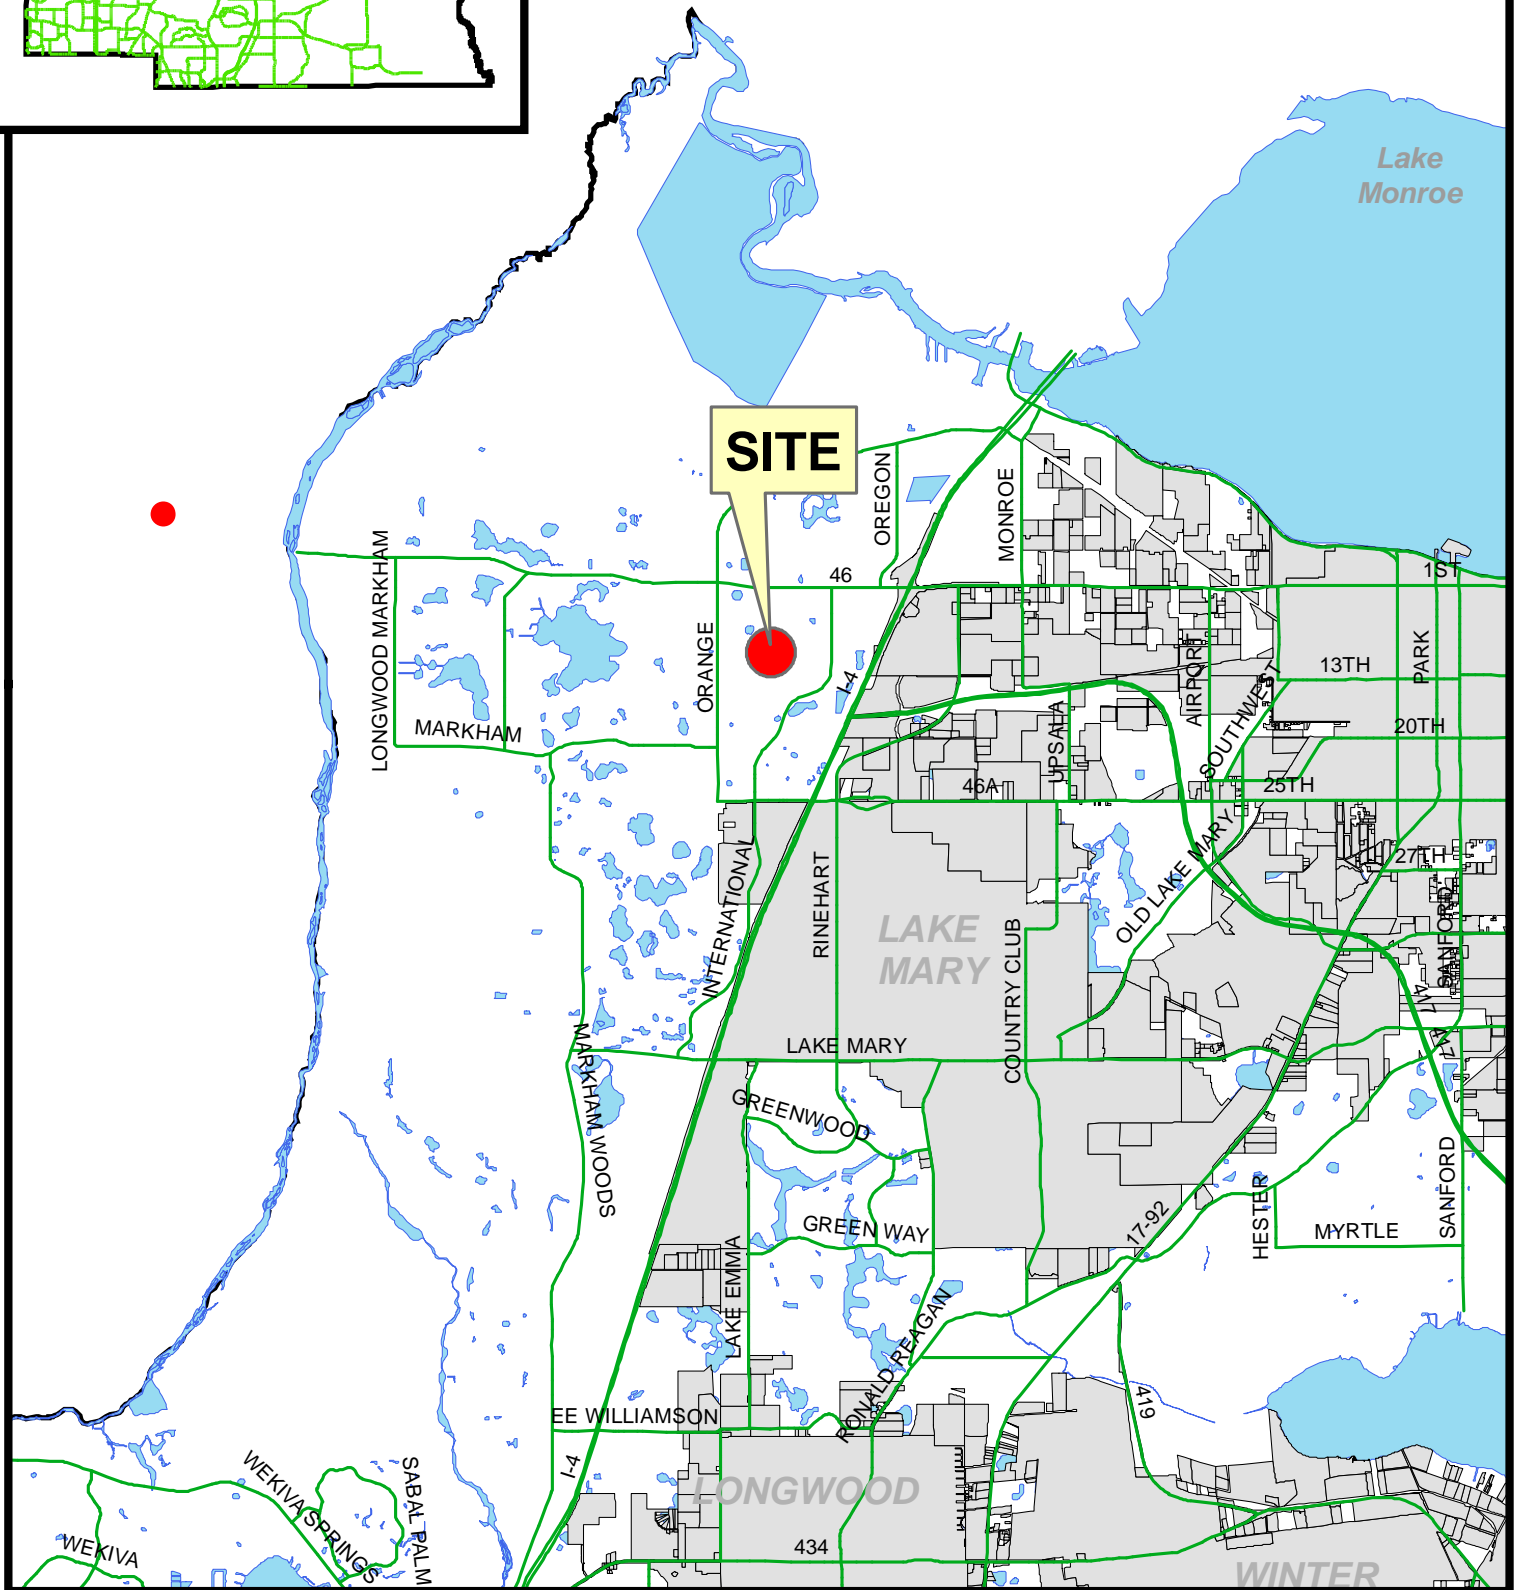 Lake
Monroe
SITE
OREGON
MONROE
LONGWOOD MARKHAM
46
1ST
ORANGE
I-4
AIRPORT
SOUTHWEST
13TH
PARK
MARKHAM
UPSALA
20TH
46A
25TH
INTERNATIONAL
RINEHART
OLD LAKE MARY
27TH
LAKE
MARY
COUNTRY CLUB
SANFORD
417
417
MARKHAM WOODS
LAKE MARY
GREENWOOD
HESTER
SANFORD
GREEN WAY
17-92
MYRTLE
LAKE EMMA
RONALD REAGAN
419
EE WILLIAMSON
I-4
WEKIVA SPRINGS
SABAL PALM
LONGWOOD
WEKIVA
434
WINTER